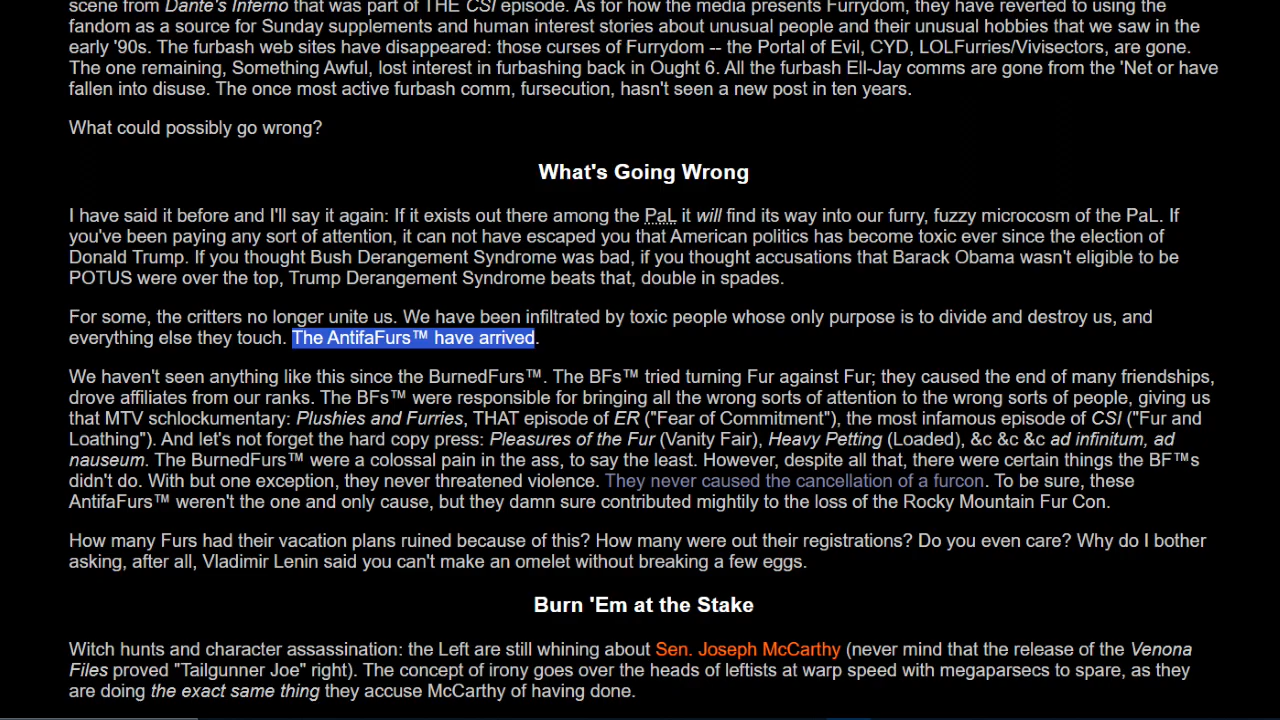 scene from Dante's Inferno that was part of THE CSI episode. As for how the media presents Furrydom, they have reverted to using the
fandom as a source for Sunday supplements and human interest stories about unusual people and their unusual hobbies that we saw in the
early '90s. The furbash web sites have disappeared: those curses of Furrydom -- the Portal of Evil, CYD, LOLFurries/Vivisectors, are gone.
The one remaining, Something Awful, lost interest in furbashing back in Ought 6. All the furbash Ell-Jay comms are gone from the 'Net or have
fallen into disuse. The once most active furbash comm, fursecution, hasn't seen a new post in ten years.
What could possibly go wrong?
What's Going Wrong
I have said it before and I'll say it again: If it exists out there among the PaL it will find its way into our furry, fuzzy microcosm of the PaL. If
you've been paying any sort of attention, it can not have escaped you that American politics has become toxic ever since the election of
Donald Trump. If you thought Bush Derangement Syndrome was bad, if you thought accusations that Barack Obama wasn't eligible to be
POTUS were over the top, Trump Derangement Syndrome beats that, double in spades.
For some, the critters no longer unite us. We have been infiltrated by toxic people whose only purpose is to divide and destroy us, and
everything else they touch. The AntifaFurs™ have arrived.
We haven't seen anything like this since the BurnedFurs™. The BFs™ tried turning Fur against Fur; they caused the end of many friendships,
drove affiliates from our ranks. The BFs™ were responsible for bringing all the wrong sorts of attention to the wrong sorts of people, giving us
that MTV schlockumentary: Plushies and Furries, THAT episode of ER ("Fear of Commitment"), the most infamous episode of CSI ("Fur and
Loathing"). And let's not forget the hard copy press: Pleasures of the Fur (Vanity Fair), Heavy Petting (Loaded), &c &c &c ad infinitum, ad
nauseum. The BurnedFurs™ were a colossal pain in the ass, to say the least. However, despite all that, there were certain things the BF™s
didn't do. With but one exception, they never threatened violence. They never caused the cancellation of a furcon. To be sure, these
AntifaFurs™ weren't the one and only cause, but they damn sure contributed mightily to the loss of the Rocky Mountain Fur Con.
How many Furs had their vacation plans ruined because of this? How many were out their registrations? Do you even care? Why do I bother
asking, after all, Vladimir Lenin said you can't make an omelet without breaking a few eggs.
Burn 'Em at the Stake
Witch hunts and character assassination: the Left are still whining about Sen. Joseph McCarthy (never mind that the release of the Venona
Files proved "Tailgunner Joe" right). The concept of irony goes over the heads of leftists at warp speed with megaparsecs to spare, as they
are doing the exact same thing they accuse McCarthy of having done.